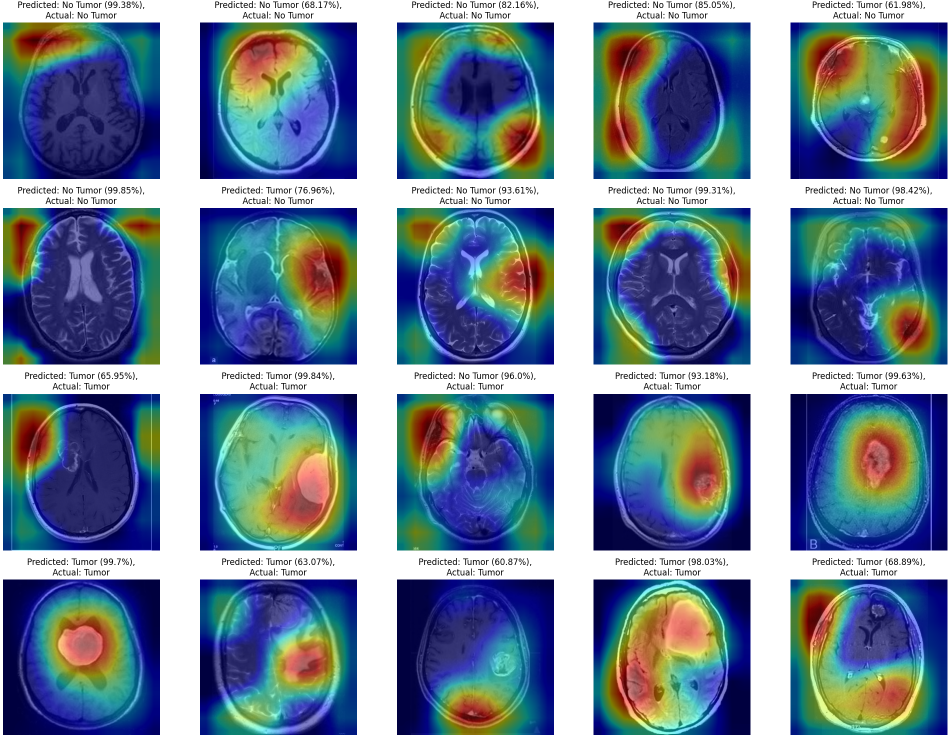 Predicted: No Tumor (99.38%),
Actual: No Tumor
Predicted: No Tumor (68.17%),
Actual: No Tumor
Predicted: No Tumor (82.16%),
Actual: No Tumor
Predicted: No Tumor (85.05%),
Actual: No Tumor
Predicted: Tumor (61.98%),
Actual: No Tumor
Predicted: No Tumor (99.85%),
Actual: No Tumor
Predicted: Tumor (76.96%),
Actual: No Tumor
Predicted: No Tumor (93.61%),
Actual: No Tumor
Predicted: No Tumor (99.31%),
Actual: No Tumor
Predicted: No Tumor (98.42%),
Actual: No Tumor
a
Predicted: Tumor (65.95%),
Actual: Tumor
Predicted: Tumor (99.84%),
Actual: Tumor
Predicted: No Tumor (96.0%),
Actual: Tumor
Predicted: Tumor (93.18%),
Actual: Tumor
Predicted: Tumor (99.63%),
Actual: Tumor
B
Predicted: Tumor (99.7%),
Actual: Tumor
Predicted: Tumor (63.07%),
Actual: Tumor
Predicted: Tumor (60.87%),
Actual: Tumor
Predicted: Tumor (98.03%),
Actual: Tumor
Predicted: Tumor (68.89%),
Actual: Tumor